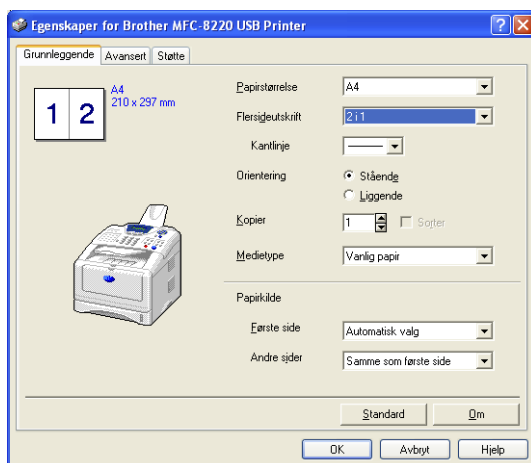 Egenskaper for Brother MFC-8220 USB Printer
Grunnleggende Avansert Støtte
A4
210 x 297 mm
1 2
Papirstørrelse A4
Flersideutskrift 2 i 1
Kantlinje
Orientering Stående
Liggende
Kopier 1 Sorter
Medietype Vanlig papir
Papirkilde
Første side Automatisk valg
Andre sider Samme som første side
Standard Om
OK Avbryt Hjelp